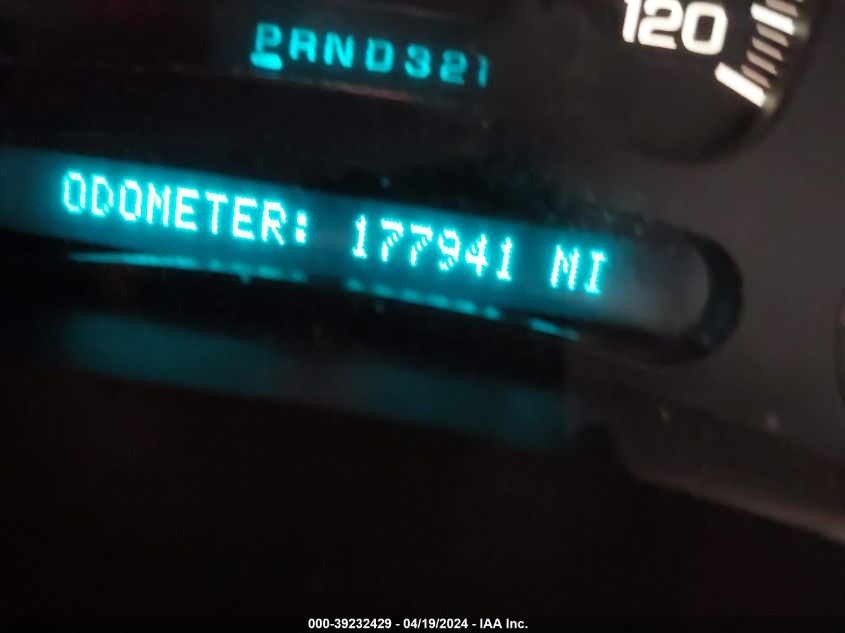 120
PRND321
ODOMETER: 177941 MI
000-39232429 - 04/19/2024 - IAA Inc.